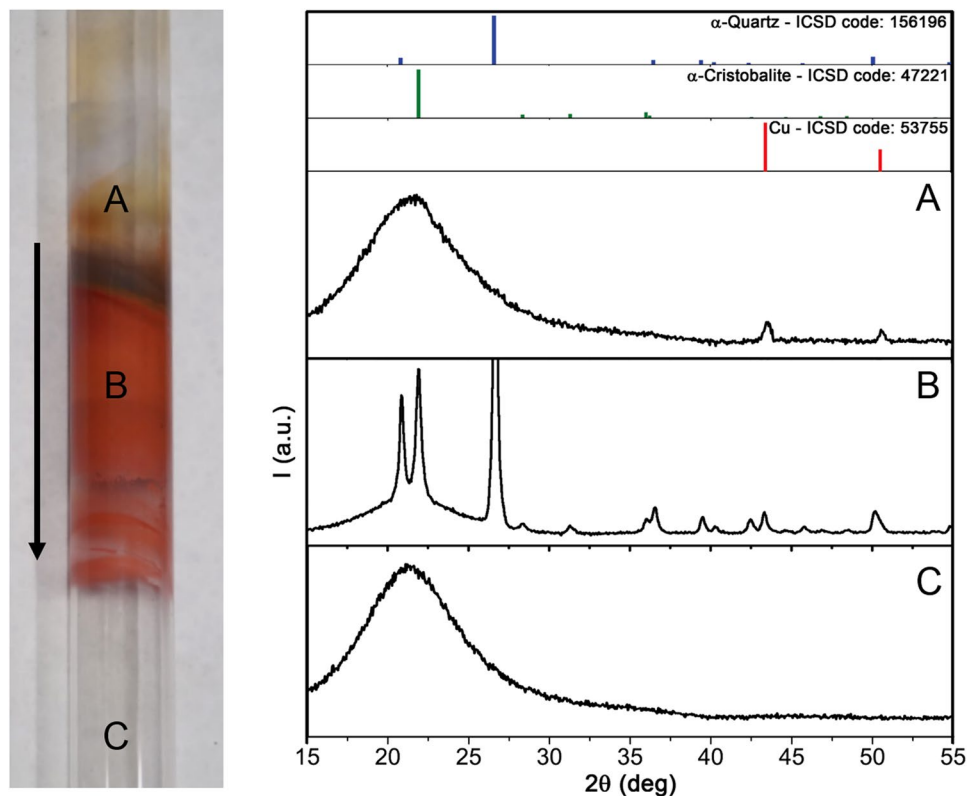 A
B
C
α-Quartz - ICSD code: 156196
α-Cristobalite - ICSD code: 47221
Cu - ICSD code: 53755
A
B
C
I (a.u.)
15 20 25 30 35 40 45 50 55
2θ (deg)